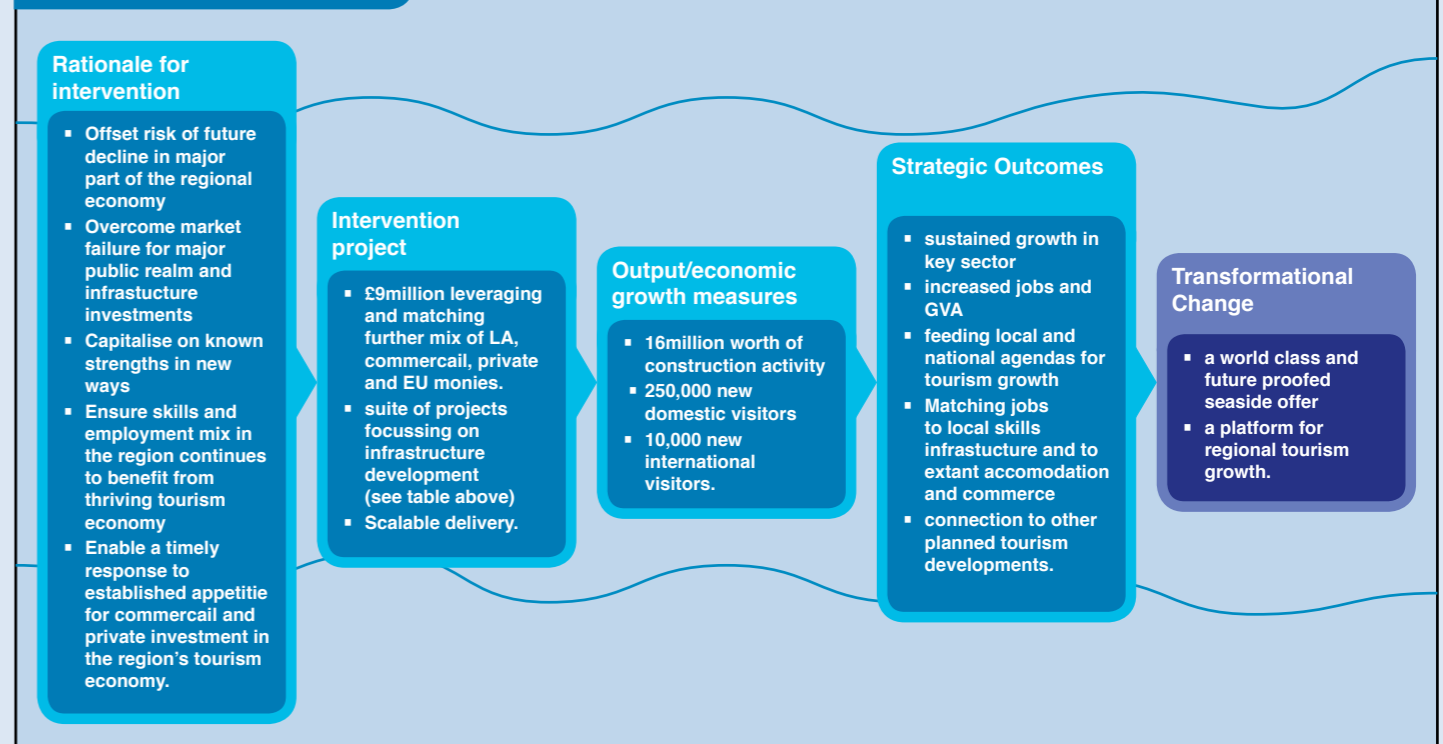 Rationale for
intervention
▪ Offset risk of future
decline in major
part of the regional
economy
▪ Overcome market
failure for major
public realm and
infrastucture
investments
▪ Capitalise on known
strengths in new
ways
▪ Ensure skills and
employment mix in
the region continues
to benefit from
thriving tourism
economy
▪ Enable a timely
response to
established appetitie
for commercail and
private investment in
the region's tourism
economy.
Intervention
project
▪ £9million leveraging
and matching
further mix of LA,
commercail, private
and EU monies.
▪ suite of projects
focussing on
infrastructure
development
(see table above)
▪ Scalable delivery.
Output/economic
growth measures
▪ 16million worth of
construction activity
▪ 250,000 new
domestic visitors
▪ 10,000 new
international
visitors.
Strategic Outcomes
▪ sustained growth in
key sector
▪ increased jobs and
GVA
▪ feeding local and
national agendas for
tourism growth
▪ Matching jobs
to local skills
infrastucture and to
extant accomodation
and commerce
▪ connection to other
planned tourism
developments.
Transformational
Change
▪ a world class and
future proofed
seaside offer
▪ a platform for
regional tourism
growth.